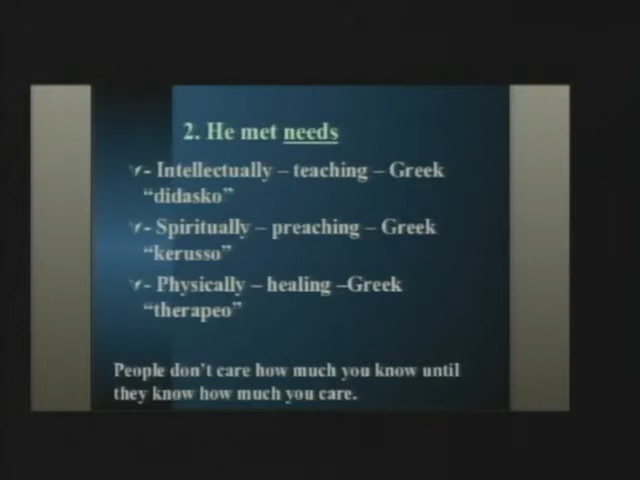 2. He met needs
- Intellectually – teaching – Greek
“didasko”
- Spiritually – preaching – Greek
“kerusso”
- Physically – healing –Greek
“therapeo”
People don’t care how much you know until
they know how much you care.